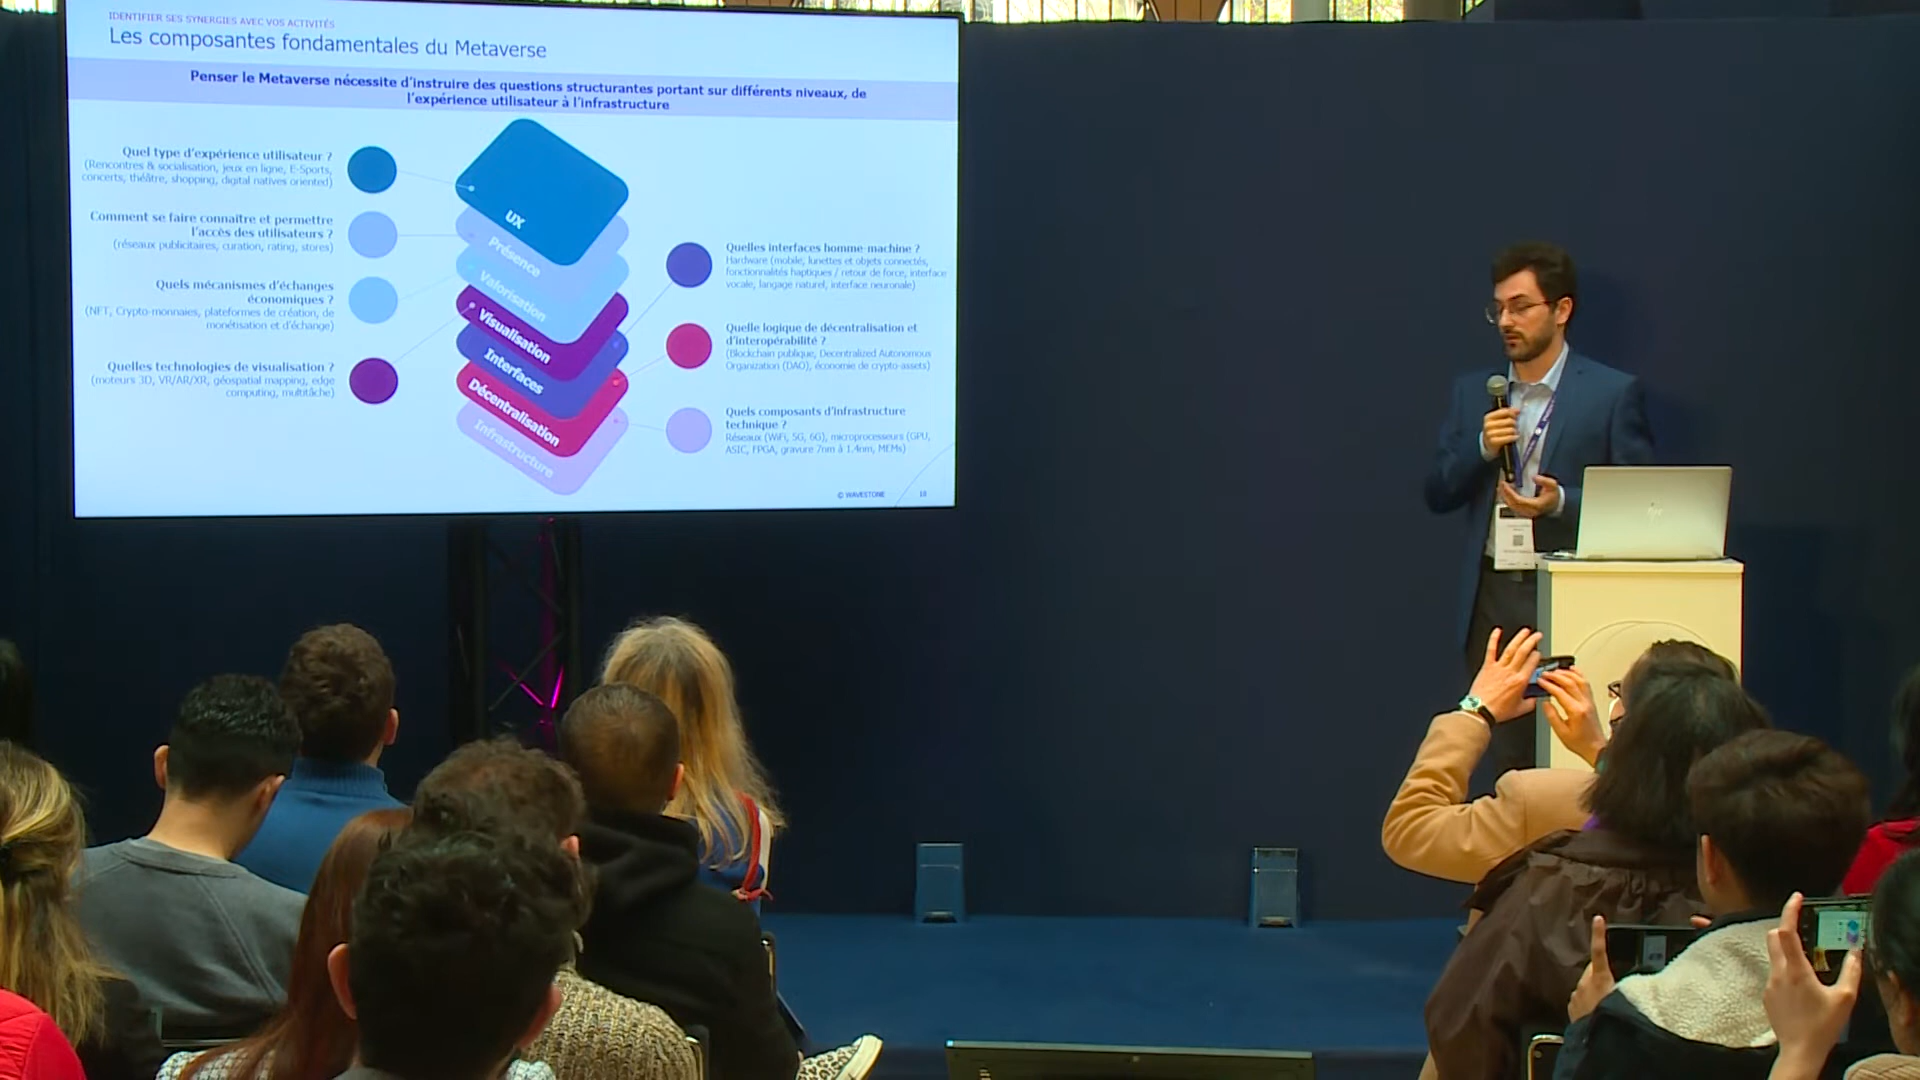 IDENTIFIER SES SYNERGIES AVEC VOS ACTIVITÉS
Les composantes fondamentales du Metaverse
Penser le Metaverse nécessite d'instruire des questions structurantes portant sur différents niveaux, de
l'expérience utilisateur à l'infrastructure
Quel type d'expérience utilisateur ?
(Rencontres & socialisation, jeux en ligne, E-Sports,
concerts, théâtre, shopping, digital natives oriented)
Comment se faire connaître et permettre
l'accès des utilisateurs ?
(réseaux publicitaires, curation, rating, stores)
Quels mécanismes d'échanges
économiques ?
(NFT, Crypto-monnaies, plateformes de création, de
monétisation et d'échange)
Quelles technologies de visualisation ?
(moteurs 3D, VR/AR/XR, géospatial mapping, edge
computing, multitâche)
UX
Présence
Valorisation
Visualisation
Interfaces
Décentralisation
Infrastructure
Quelles interfaces homme-machine ?
Hardware (mobile, lunettes et objets connectés,
fonctionnalités haptiques / retour de force, interface
vocale, langage naturel, interface neuronale)
Quelle logique de décentralisation et
d'interopérabilité ?
(Blockchain publique, Decentralized Autonomous
Organization (DAO), économie de crypto-assets)
Quels composants d'infrastructure
technique ?
Réseaux (WiFi, 5G, 6G), microprocesseurs (GPU,
ASIC, FPGA, gravure 7nm à 1.4nm, MEMs)
© WAVESTONE
hp